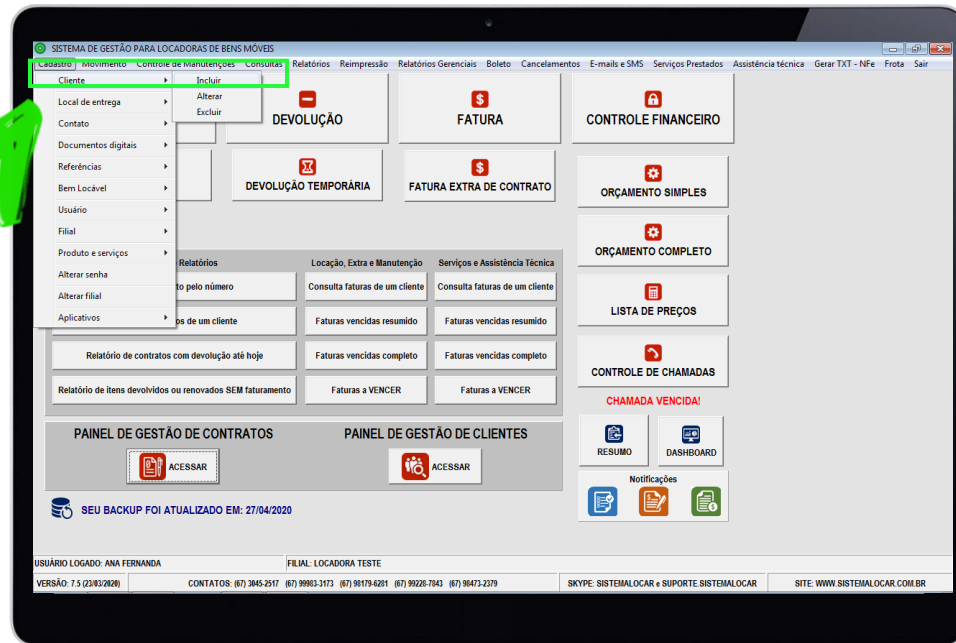 SISTEMA DE GESTÃO PARA LOCADORAS DE BENS MÓVEIS
Cadastro Movimento Controle de Manutenções Consultas Relatórios Reimpressão Relatórios Gerenciais Boleto Cancelamentos E-mails e SMS Serviços Prestados Assistência técnica Gerar TXT - NFe Frota Sair
Cliente
Incluir
Alterar
Excluir
Local de entrega
Contato
Documentos digitais
Referências
Bem Locável
Usuário
Filial
Produto e serviços
Alterar senha
Alterar filial
Aplicativos
DEVOLUÇÃO
FATURA
CONTROLE FINANCEIRO
DEVOLUÇÃO TEMPORÁRIA
FATURA EXTRA DE CONTRATO
ORÇAMENTO SIMPLES
ORÇAMENTO COMPLETO
LISTA DE PREÇOS
CONTROLE DE CHAMADAS
CHAMADA VENCIDA!
RESUMO
DASHBOARD
Notificações
Relatórios
Locação, Extra e Manutenção
Serviços e Assistência Técnica
to pelo número
Consulta faturas de um cliente
Consulta faturas de um cliente
os de um cliente
Faturas vencidas resumido
Faturas vencidas resumido
Relatório de contratos com devolução até hoje
Faturas vencidas completo
Faturas vencidas completo
Relatório de itens devolvidos ou renovados SEM faturamento
Faturas a VENCER
Faturas a VENCER
PAINEL DE GESTÃO DE CONTRATOS
ACESSAR
PAINEL DE GESTÃO DE CLIENTES
ACESSAR
SEU BACKUP FOI ATUALIZADO EM: 27/04/2020
USUÁRIO LOGADO: ANA FERNANDA
FILIAL: LOCADORA TESTE
VERSÃO: 7.5 (23/03/2020)
CONTATOS: (67) 3045-2517 (67) 99983-3173 (67) 98179-6281 (67) 99228-7843 (67) 98473-2379
SKYPE: SISTEMALOCAR e SUPORTE.SISTEMALOCAR
SITE: WWW.SISTEMALOCAR.COM.BR